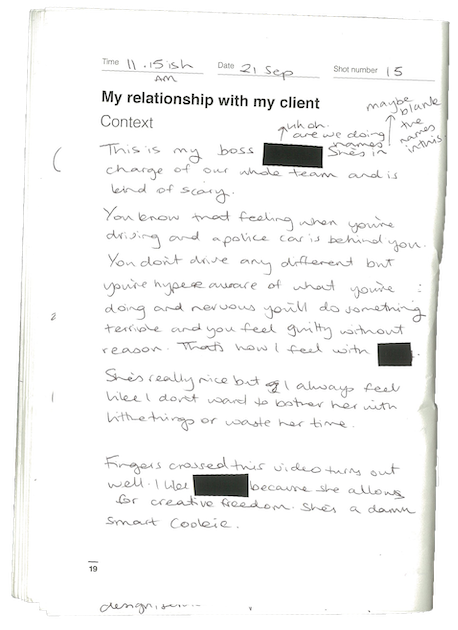 Time 11.15ish AM Date 21 Sep Shot number 15
My relationship with my client
Context
uh oh. are we doing names
maybe blank the names in this.
This is my boss She's in
charge of our whole team and is
kind of scary.
You know that feeling when you're
driving and a police car is behind you.
You don't drive any different but
you're hyper aware of what you're
doing and nervous you'll do something
terrible and you feel guilty without
reason. That's how I feel with .
She's really nice but I always feel
like I don't want to bother her with
little things or waste her time.
Fingers crossed this video turns out
well. I like because she allows
for creative freedom. She's a damn
smart cookie.
19